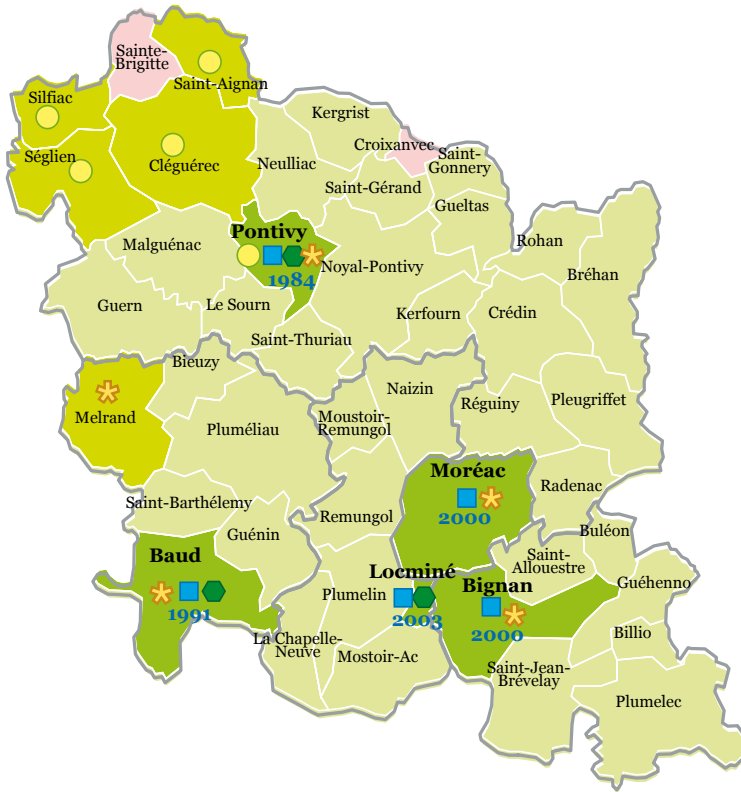 Sainte-
Brigitte
Saint-Aignan
Silfiac
Kergrist
Croixanvec
Saint-
Gonnery
Séglien
Cléguérec
Neulliac
Saint-Gérand
Gueltas
Pontivy
Malguénac
Rohan
Bréhan
Noyal-Pontivy
1984
Guern
Le Sourn
Kerfourn
Crédin
Saint-Thuriau
Bieuzy
Naizin
Réguiny
Pleugriffet
Melrand
Moustoir-
Remungol
Pluméliau
Moréac
Radenac
Saint-Barthélemy
Remungol
2000
Buléon
Guénin
Baud
Saint-
Allouestre
Locminé
Bignan
Guéhenno
Plumelin
1991
2003
2000
Billio
La Chapelle-
Neuve
Mostoir-Ac
Saint-Jean-
Brévelay
Plumelec